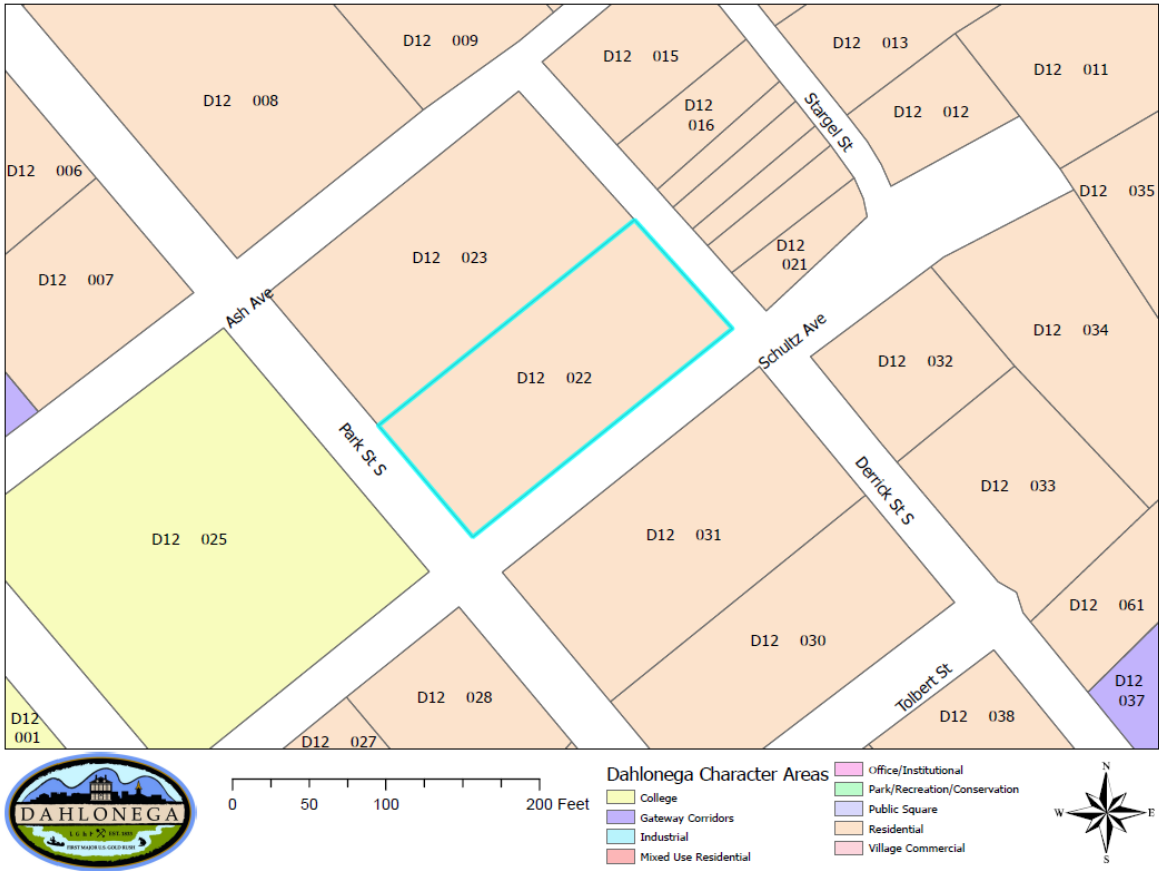 D12 009
D12 015
D12 013
D12 011
D12 008
D12
016
D12 012
Stargel St
D12 006
D12 035
D12 023
D12
021
D12 007
Ash Ave
Schultz Ave
D12 034
D12 032
D12 022
Park St S
Derrick St S
D12 033
D12 031
D12 025
D12 061
D12 030
Tolbert St
D12
037
D12 028
D12 038
D12
001
D12 027
DAHLONEGA
EST. 1833
FIRST MAJOR U.S. GOLD RUSH
0 50 100 200 Feet
Dahlonega Character Areas
College
Gateway Corridors
Industrial
Mixed Use Residential
Office/Institutional
Park/Recreation/Conservation
Public Square
Residential
Village Commercial
N
W E
S